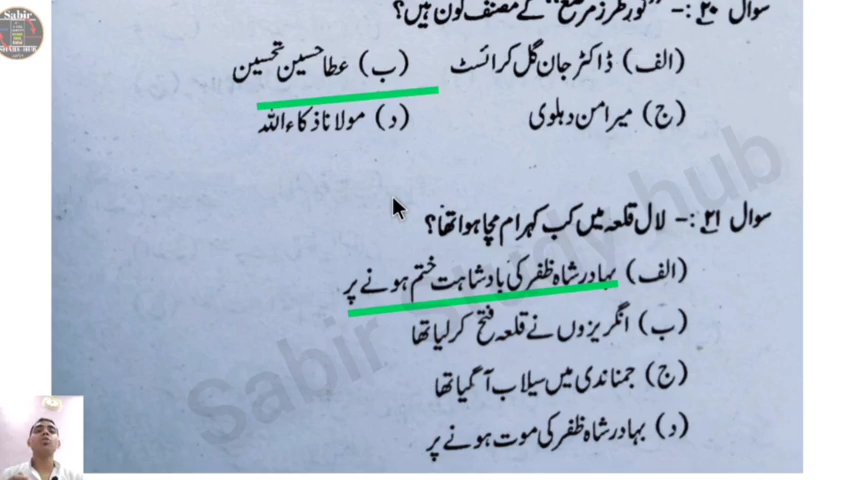 سوال ۲۰ :- "نو طرز مرصع" کے مصنف کون ہیں؟
(الف) ڈاکٹر جان گل کرائسٹ (ب) عطا حسین تحسین
(ج) میر امن دہلوی (د) مولانا ذکاء اللہ
سوال ۲۱ :- لال قلعہ میں کب کہرام مچا ہوا تھا؟
(الف) بہادر شاہ ظفر کی بادشاہت ختم ہونے پر
(ب) انگریزوں نے قلعہ فتح کر لیا تھا
(ج) جمنا ندی میں سیلاب آ گیا تھا
(د) بہادر شاہ ظفر کی موت ہونے پر
Sabir Study hub
Sabir